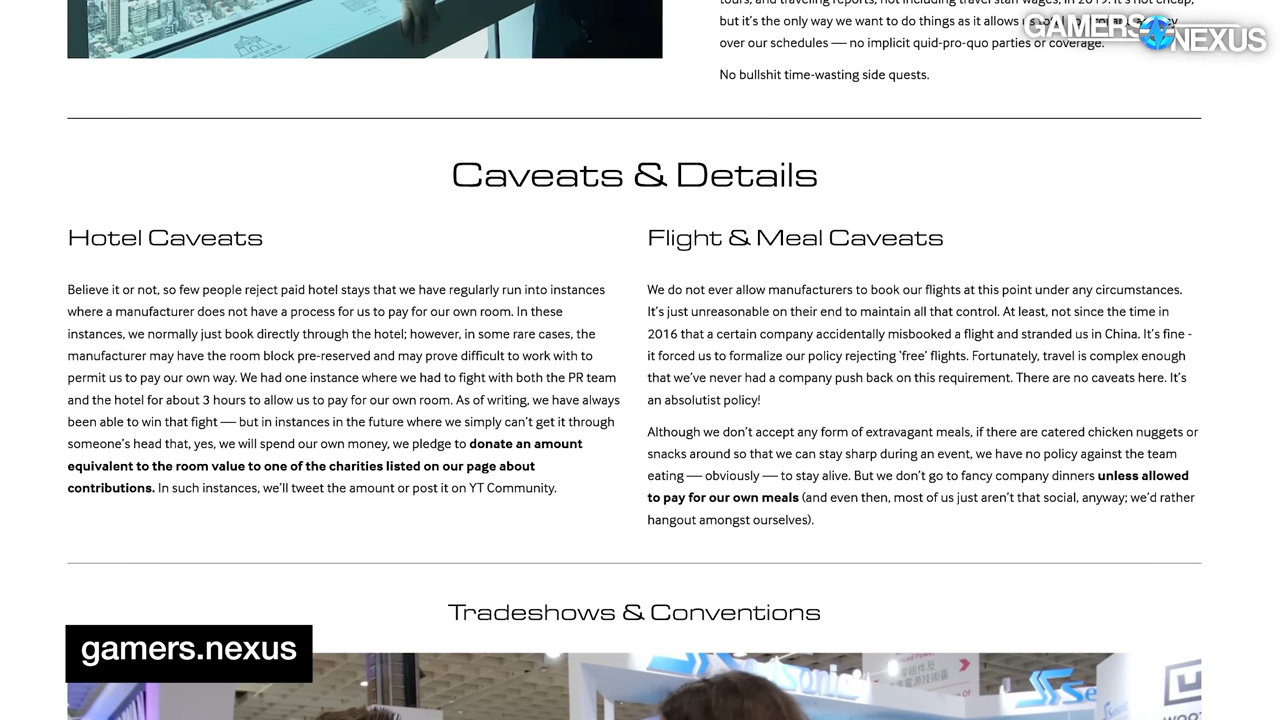 tours, and traveling reports, not including travel staff wages, in 2019. It's not cheap,
but it's the only way we want to do things as it allows us
over our schedules — no implicit quid-pro-quo parties or coverage.
No bullshit time-wasting side quests.
GAMERS NEXUS
Caveats & Details
Hotel Caveats
Believe it or not, so few people reject paid hotel stays that we have regularly run into instances
where a manufacturer does not have a process for us to pay for our own room. In these
instances, we normally just book directly through the hotel; however, in some rare cases, the
manufacturer may have the room block pre-reserved and may prove difficult to work with to
permit us to pay our own way. We had one instance where we had to fight with both the PR team
and the hotel for about 3 hours to allow us to pay for our own room. As of writing, we have always
been able to win that fight — but in instances in the future where we simply can't get it through
someone's head that, yes, we will spend our own money, we pledge to donate an amount
equivalent to the room value to one of the charities listed on our page about
contributions. In such instances, we'll tweet the amount or post it on YT Community.
Flight & Meal Caveats
We do not ever allow manufacturers to book our flights at this point under any circumstances.
It's just unreasonable on their end to maintain all that control. At least, not since the time in
2016 that a certain company accidentally misbooked a flight and stranded us in China. It's fine -
it forced us to formalize our policy rejecting 'free' flights. Fortunately, travel is complex enough
that we've never had a company push back on this requirement. There are no caveats here. It's
an absolutist policy!
Although we don't accept any form of extravagant meals, if there are catered chicken nuggets or
snacks around so that we can stay sharp during an event, we have no policy against the team
eating — obviously — to stay alive. But we don't go to fancy company dinners unless allowed
to pay for our own meals (and even then, most of us just aren't that social, anyway; we'd rather
hangout amongst ourselves).
Tradeshows & Conventions
gamers.nexus